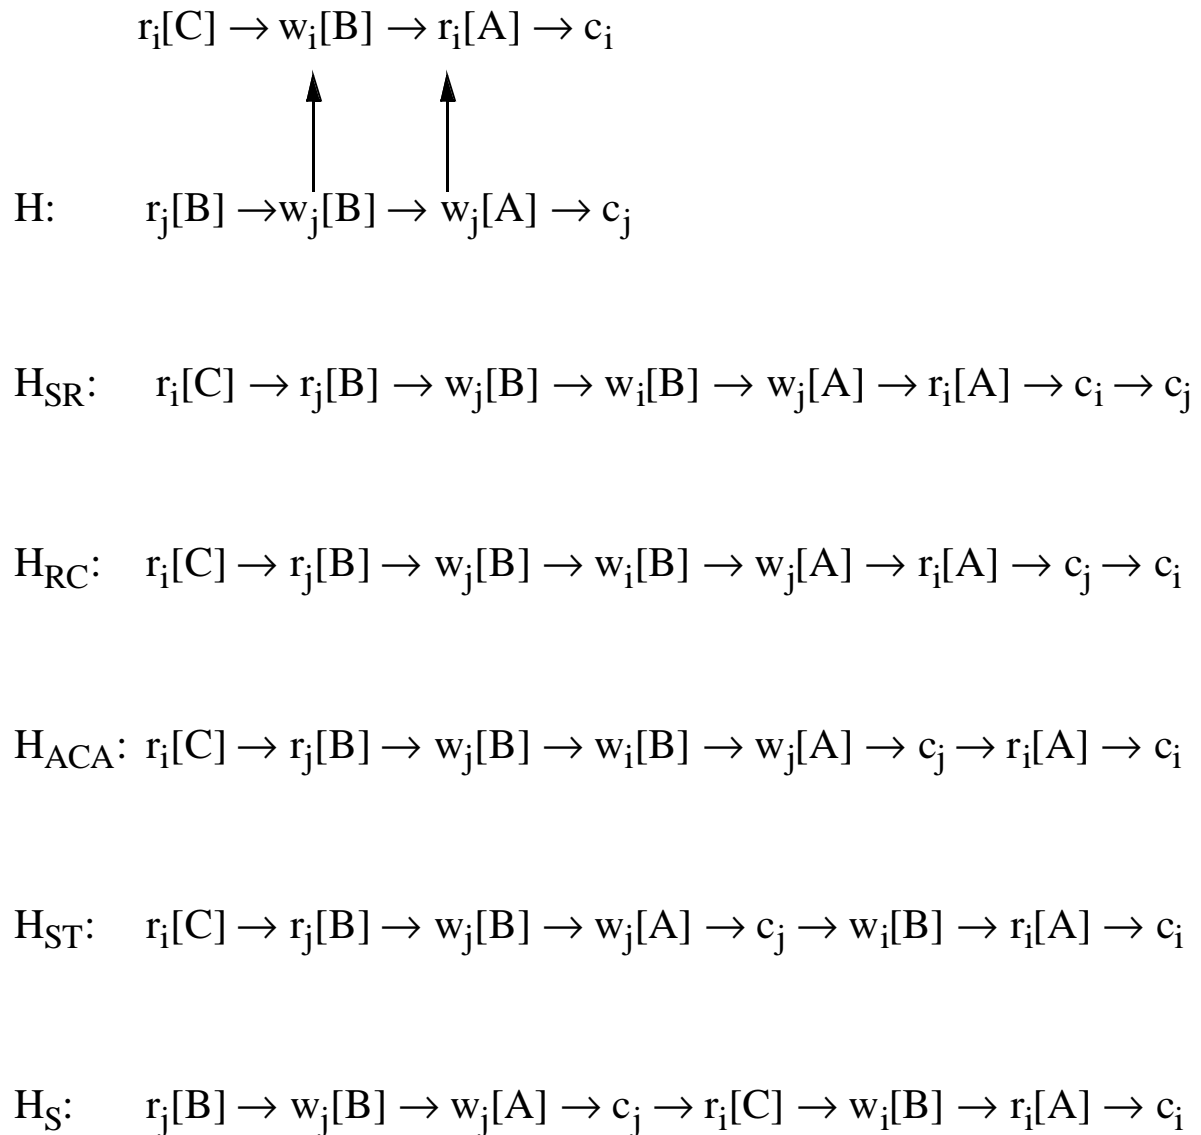 r_i[C] → w_i[B] → r_i[A] → c_i
H: r_j[B] → w_j[B] → w_j[A] → c_j
H_SR: r_i[C] → r_j[B] → w_j[B] → w_i[B] → w_j[A] → r_i[A] → c_i → c_j
H_RC: r_i[C] → r_j[B] → w_j[B] → w_i[B] → w_j[A] → r_i[A] → c_j → c_i
H_ACA: r_i[C] → r_j[B] → w_j[B] → w_i[B] → w_j[A] → c_j → r_i[A] → c_i
H_ST: r_i[C] → r_j[B] → w_j[B] → w_j[A] → c_j → w_i[B] → r_i[A] → c_i
H_S: r_j[B] → w_j[B] → w_j[A] → c_j → r_i[C] → w_i[B] → r_i[A] → c_i